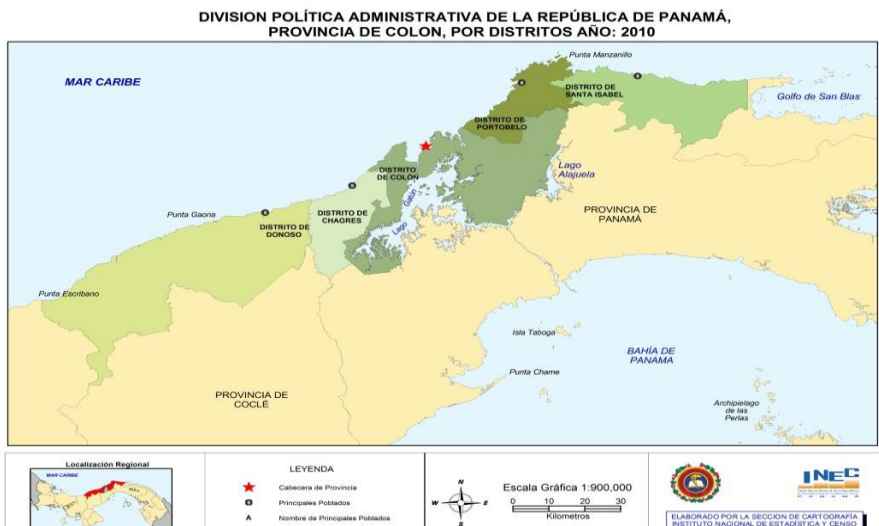 DIVISION POLÍTICA ADMINISTRATIVA DE LA REPÚBLICA DE PANAMÁ,
PROVINCIA DE COLON, POR DISTRITOS AÑO: 2010
Punta Manzanillo
MAR CARIBE
DISTRITO DE
SANTA ISABEL
Golfo de San Blas
DISTRITO DE
PORTOBELO
Lago
Alajuela
DISTRITO
DE COLÓN
Lago Gatún
PROVINCIA DE
PANAMÁ
Punta Gaona
DISTRITO DE
CHAGRES
DISTRITO DE
DONOSO
Punta Escribano
Isla Taboga
BAHÍA DE
PANAMA
Punta Chame
PROVINCIA DE
COCLÉ
Archipielago
de las
Perlas
Localización Regional
MAR CARIBE
LEYENDA
Cabecera de Provincia
Principales Poblados
A Nombre de Principales Poblados
N
W E
S
Escala Gráfica 1:900,000
0 10 20 30
Kilometros
INEC
PANAMÁ
ELABORADO POR LA SECCION DE CARTOGRAFÍA
INSTITUTO NACIONAL DE ESTADÍSTICA Y CENSO